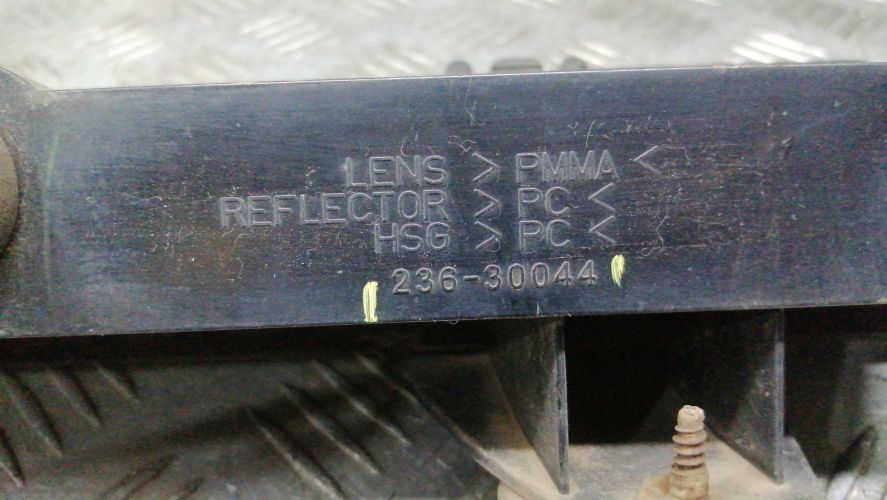 LENS > PMMA <
REFLECTOR > PC <
HSG > PC <
236-30044